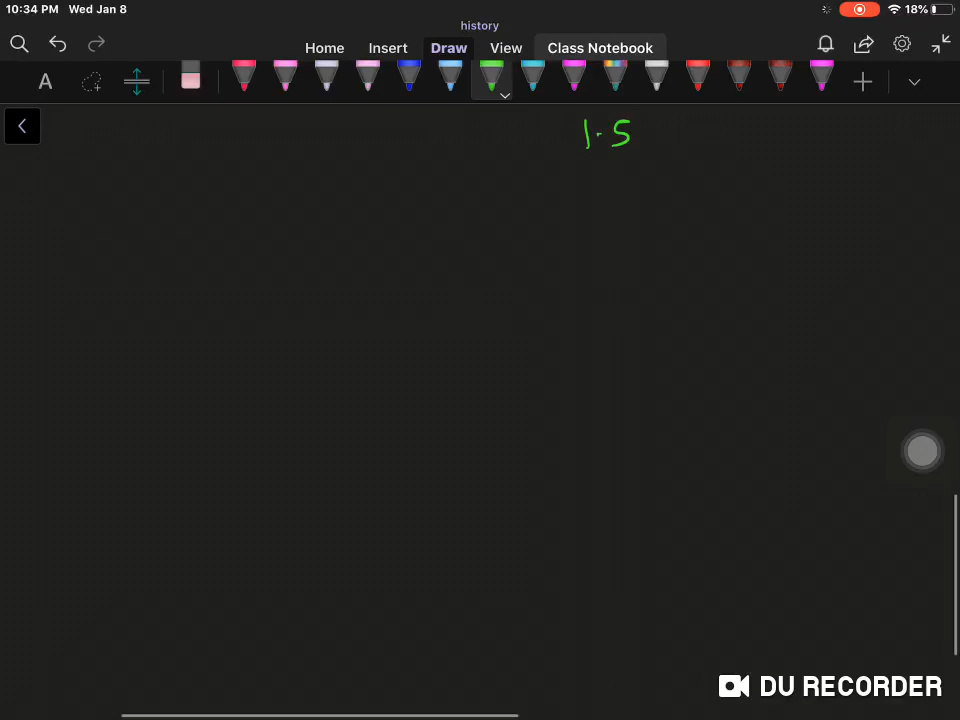 10:34 PM Wed Jan 8 18%
history
Home Insert Draw View Class Notebook
A
1.5
DU RECORDER